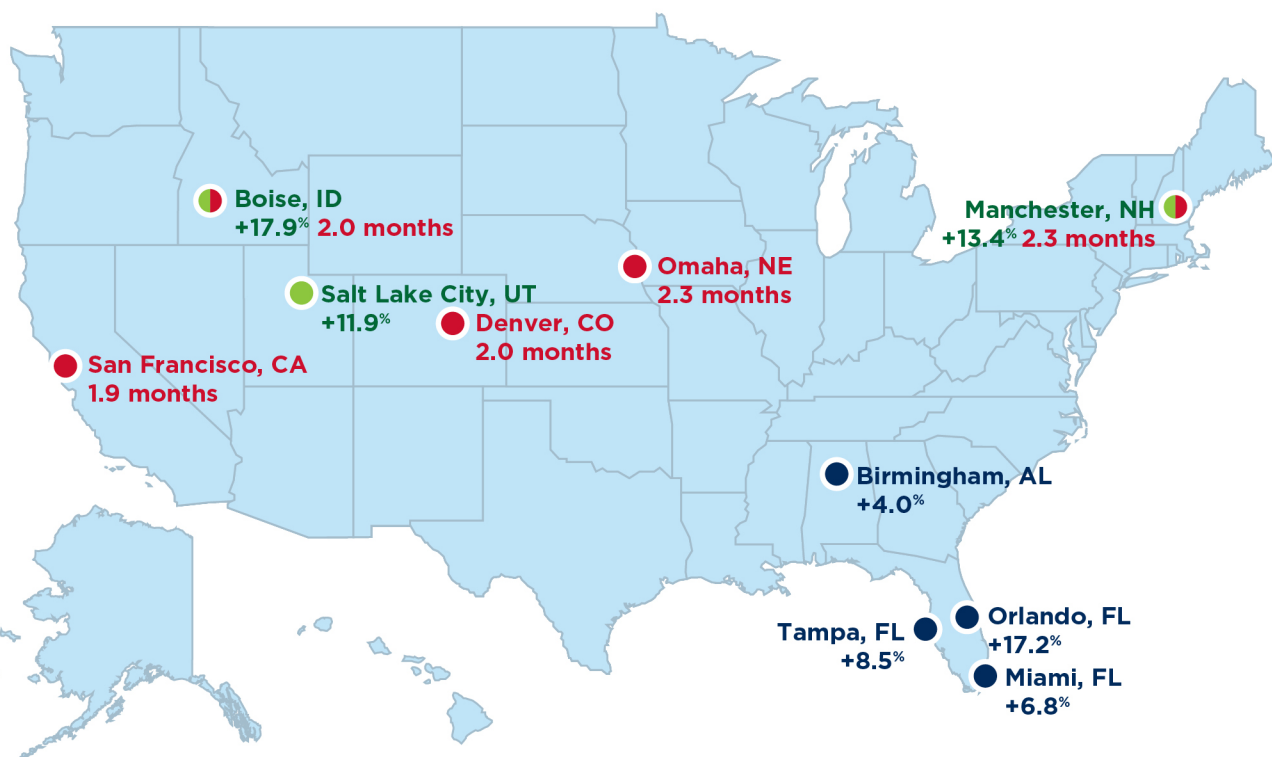 Boise, ID
+17.9% 2.0 months
Manchester, NH
+13.4% 2.3 months
Omaha, NE
2.3 months
Salt Lake City, UT
+11.9%
Denver, CO
2.0 months
San Francisco, CA
1.9 months
Birmingham, AL
+4.0%
Orlando, FL
+17.2%
Tampa, FL
+8.5%
Miami, FL
+6.8%